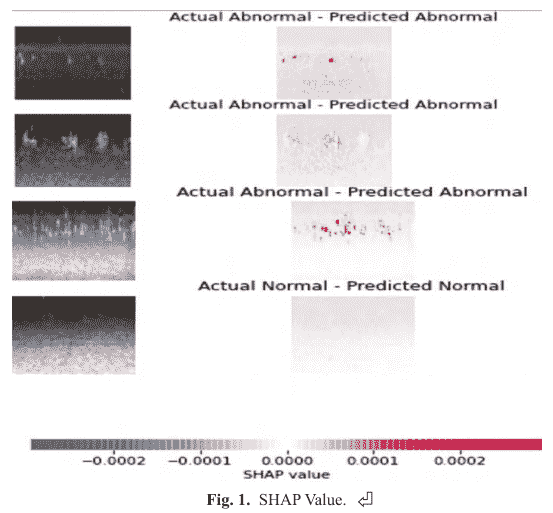 Actual Abnormal - Predicted Abnormal
Actual Abnormal - Predicted Abnormal
Actual Abnormal - Predicted Abnormal
Actual Normal - Predicted Normal
−0.0002 −0.0001 0.0000 0.0001 0.0002
SHAP value
Fig. 1. SHAP Value.